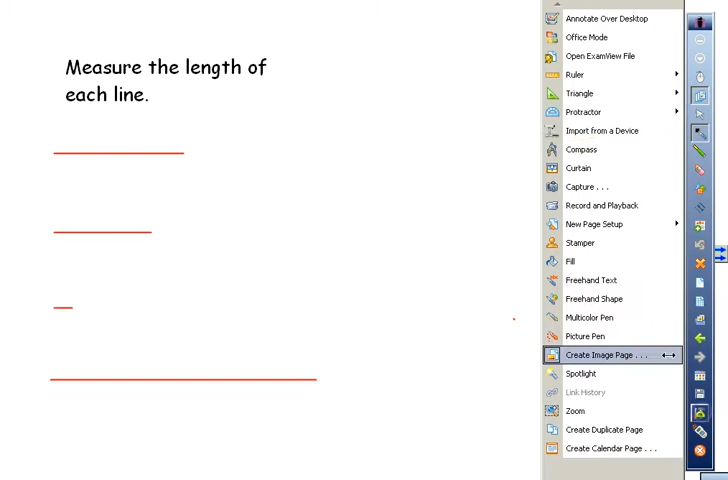 Measure the length of
each line.
Annotate Over Desktop
Office Mode
Open ExamView File
Ruler
Triangle
Protractor
Import from a Device
Compass
Curtain
Capture . . .
Record and Playback
New Page Setup
Stamper
Fill
Freehand Text
Freehand Shape
Multicolor Pen
Picture Pen
Create Image Page . . .
Spotlight
Link History
Zoom
Create Duplicate Page
Create Calendar Page . . .